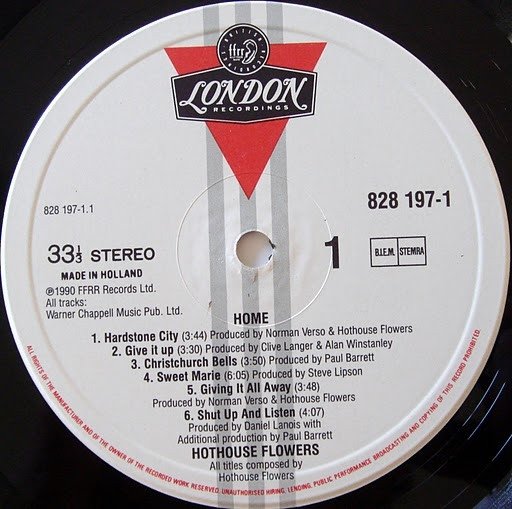 ffrr
LONDON
RECORDINGS
828 197-1.1
828 197-1
33⅓ STEREO
MADE IN HOLLAND
1
B.I.E.M. STEMRA
℗ 1990 FFRR Records Ltd.
All tracks:
Warner Chappell Music Pub. Ltd.
HOME
1. Hardstone City (3:44) Produced by Norman Verso & Hothouse Flowers
2. Give it up (3:30) Produced by Clive Langer & Alan Winstanley
3. Christchurch Bells (3:50) Produced by Paul Barrett
4. Sweet Marie (6:05) Produced by Steve Lipson
5. Giving It All Away (3:48)
Produced by Norman Verso & Hothouse Flowers
6. Shut Up And Listen (4:07)
Produced by Daniel Lanois with
Additional production by Paul Barrett
HOTHOUSE FLOWERS
All titles composed by
Hothouse Flowers
ALL RIGHTS OF THE MANUFACTURER AND OF THE OWNER OF THE RECORDED WORK RESERVED. UNAUTHORISED HIRING, LENDING, PUBLIC PERFORMANCE BROADCASTING AND COPYING OF THIS RECORD PROHIBITED.